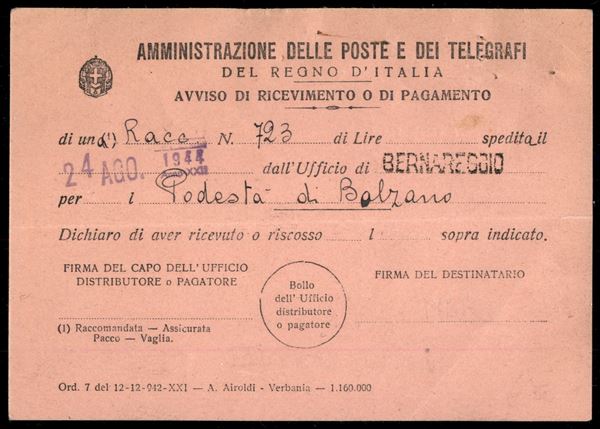 AMMINISTRAZIONE DELLE POSTE E DEI TELEGRAFI
DEL REGNO D'ITALIA
AVVISO DI RICEVIMENTO O DI PAGAMENTO
di un (1) Racc N. 723 di Lire spedita il
24 AGO. 1944 dall'Ufficio di BERNAREGGIO
per l Podestà di Bolzano
Dichiaro di aver ricevuto o riscosso l sopra indicato.
FIRMA DEL CAPO DELL'UFFICIO
DISTRIBUTORE o PAGATORE
Bollo
dell'Ufficio
distributore
o pagatore
FIRMA DEL DESTINATARIO
(1) Raccomandata — Assicurata
Pacco — Vaglia.
Ord. 7 del 12-12-942-XXI — A. Airoldi - Verbania — 1.160.000